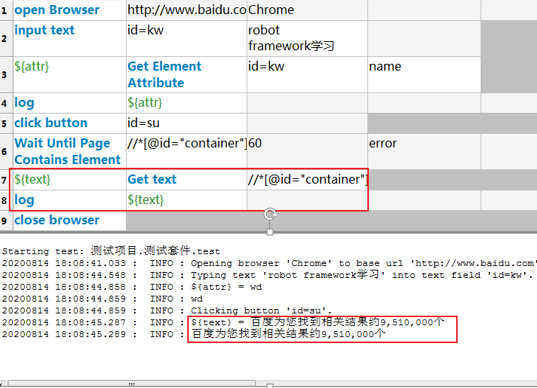 1 open Browser http://www.baidu.co Chrome
2 input text id=kw robot
framework学习
3 ${attr} Get Element id=kw name
Attribute
4 log ${attr}
5 click button id=su
6 Wait Until Page //*[@id="container"] 60 error
Contains Element
7 ${text} Get text //*[@id="container"]
8 log ${text}
9 close browser
Starting test: 测试项目.测试套件.test
20200814 18:08:41.033 : INFO : Opening browser 'Chrome' to base url 'http://www.baidu.com'
20200814 18:08:44.548 : INFO : Typing text 'robot framework学习' into text field 'id=kw'.
20200814 18:08:44.858 : INFO : ${attr} = wd
20200814 18:08:44.859 : INFO : wd
20200814 18:08:44.859 : INFO : Clicking button 'id=su'.
20200814 18:08:45.287 : INFO : ${text} = 百度为您找到相关结果约9,510,000个
20200814 18:08:45.289 : INFO : 百度为您找到相关结果约9,510,000个